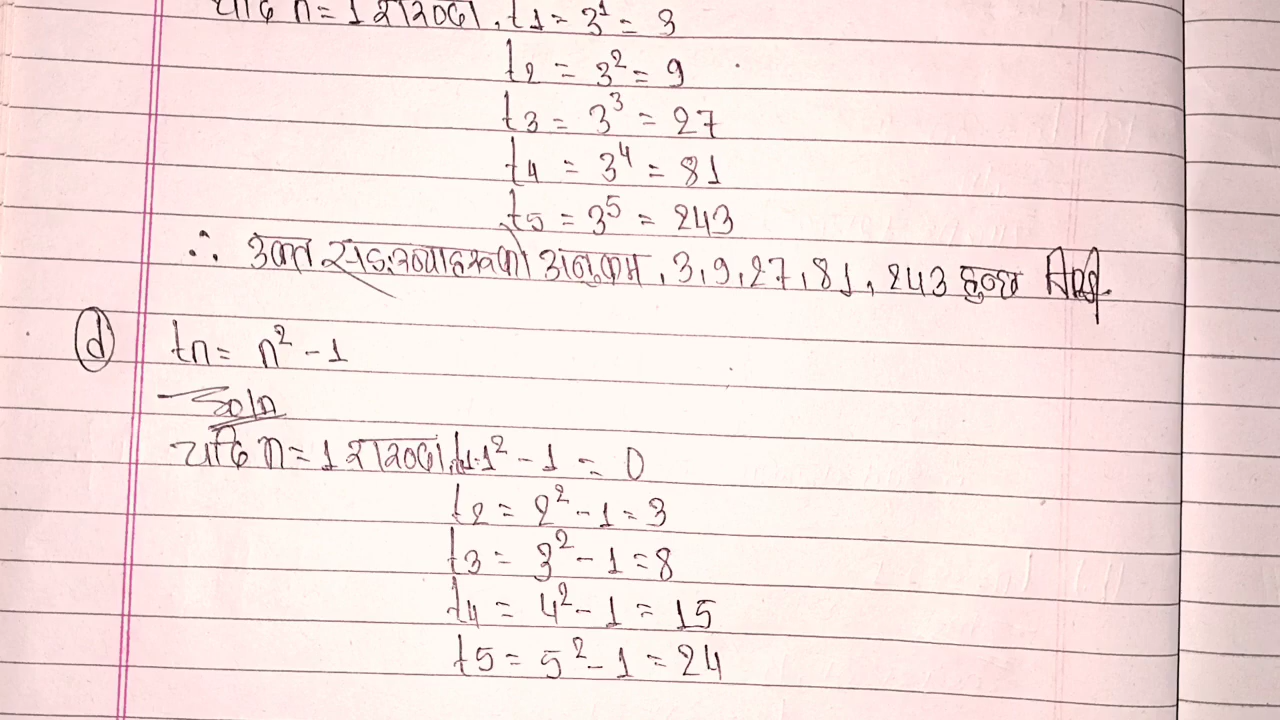 यदि n = 1 राखेका, t1 = 3¹ = 3
t2 = 3² = 9
t3 = 3³ = 27
t4 = 3⁴ = 81
t5 = 3⁵ = 243
∴ उक्त अनुक्रम, 3, 9, 27, 81, 243 हुन्छ
(d) tn = n² - 1
Soln
यदि n = 1 राखेका, t1 = 1² - 1 = 0
t2 = 2² - 1 = 3
t3 = 3² - 1 = 8
t4 = 4² - 1 = 15
t5 = 5² - 1 = 24